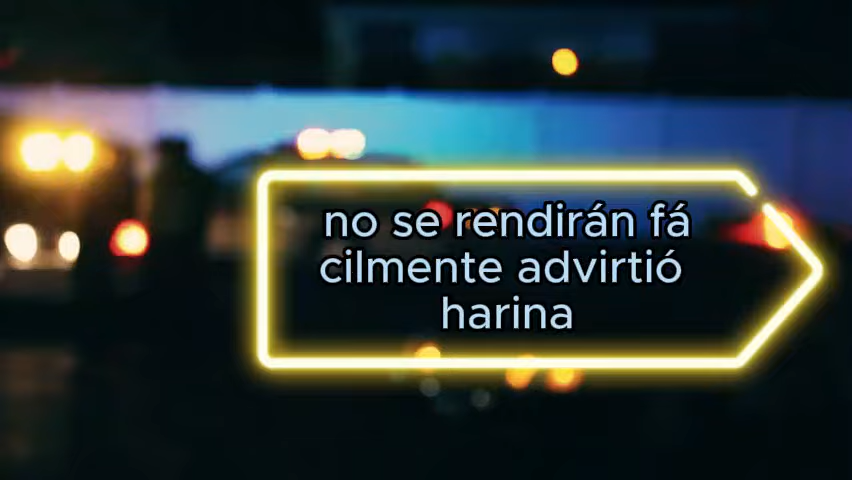 no se rendirán fá
cilmente advirtió
harina